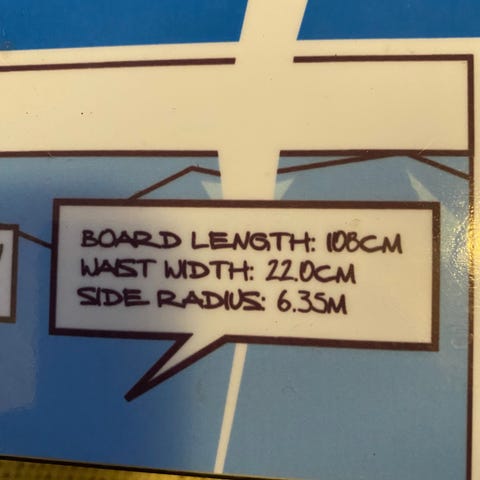 BOARD LENGTH: 108CM
WAIST WIDTH: 22.0CM
SIDE RADIUS: 6.35M